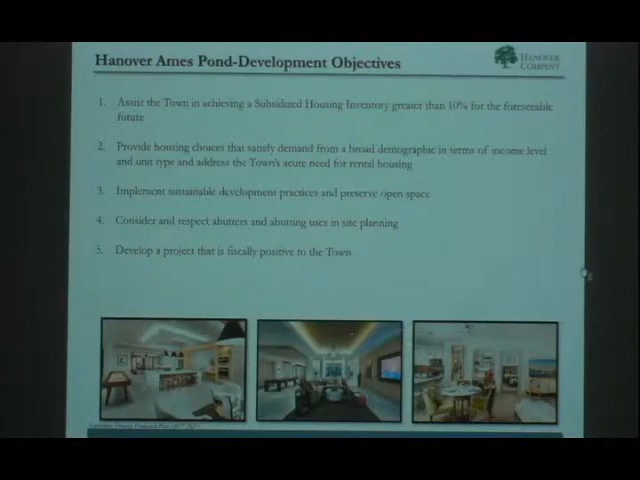 Hanover Ames Pond-Development Objectives
HANOVER
COMPANY
1. Assist the Town in achieving a Subsidized Housing Inventory greater than 10% for the foreseeable
future
2. Provide housing choices that satisfy demand from a broad demographic in terms of income level
and unit type and address the Town's acute need for rental housing
3. Implement sustainable development practices and preserve open space
4. Consider and respect abutters and abutting uses in site planning
5. Develop a project that is fiscally positive to the Town